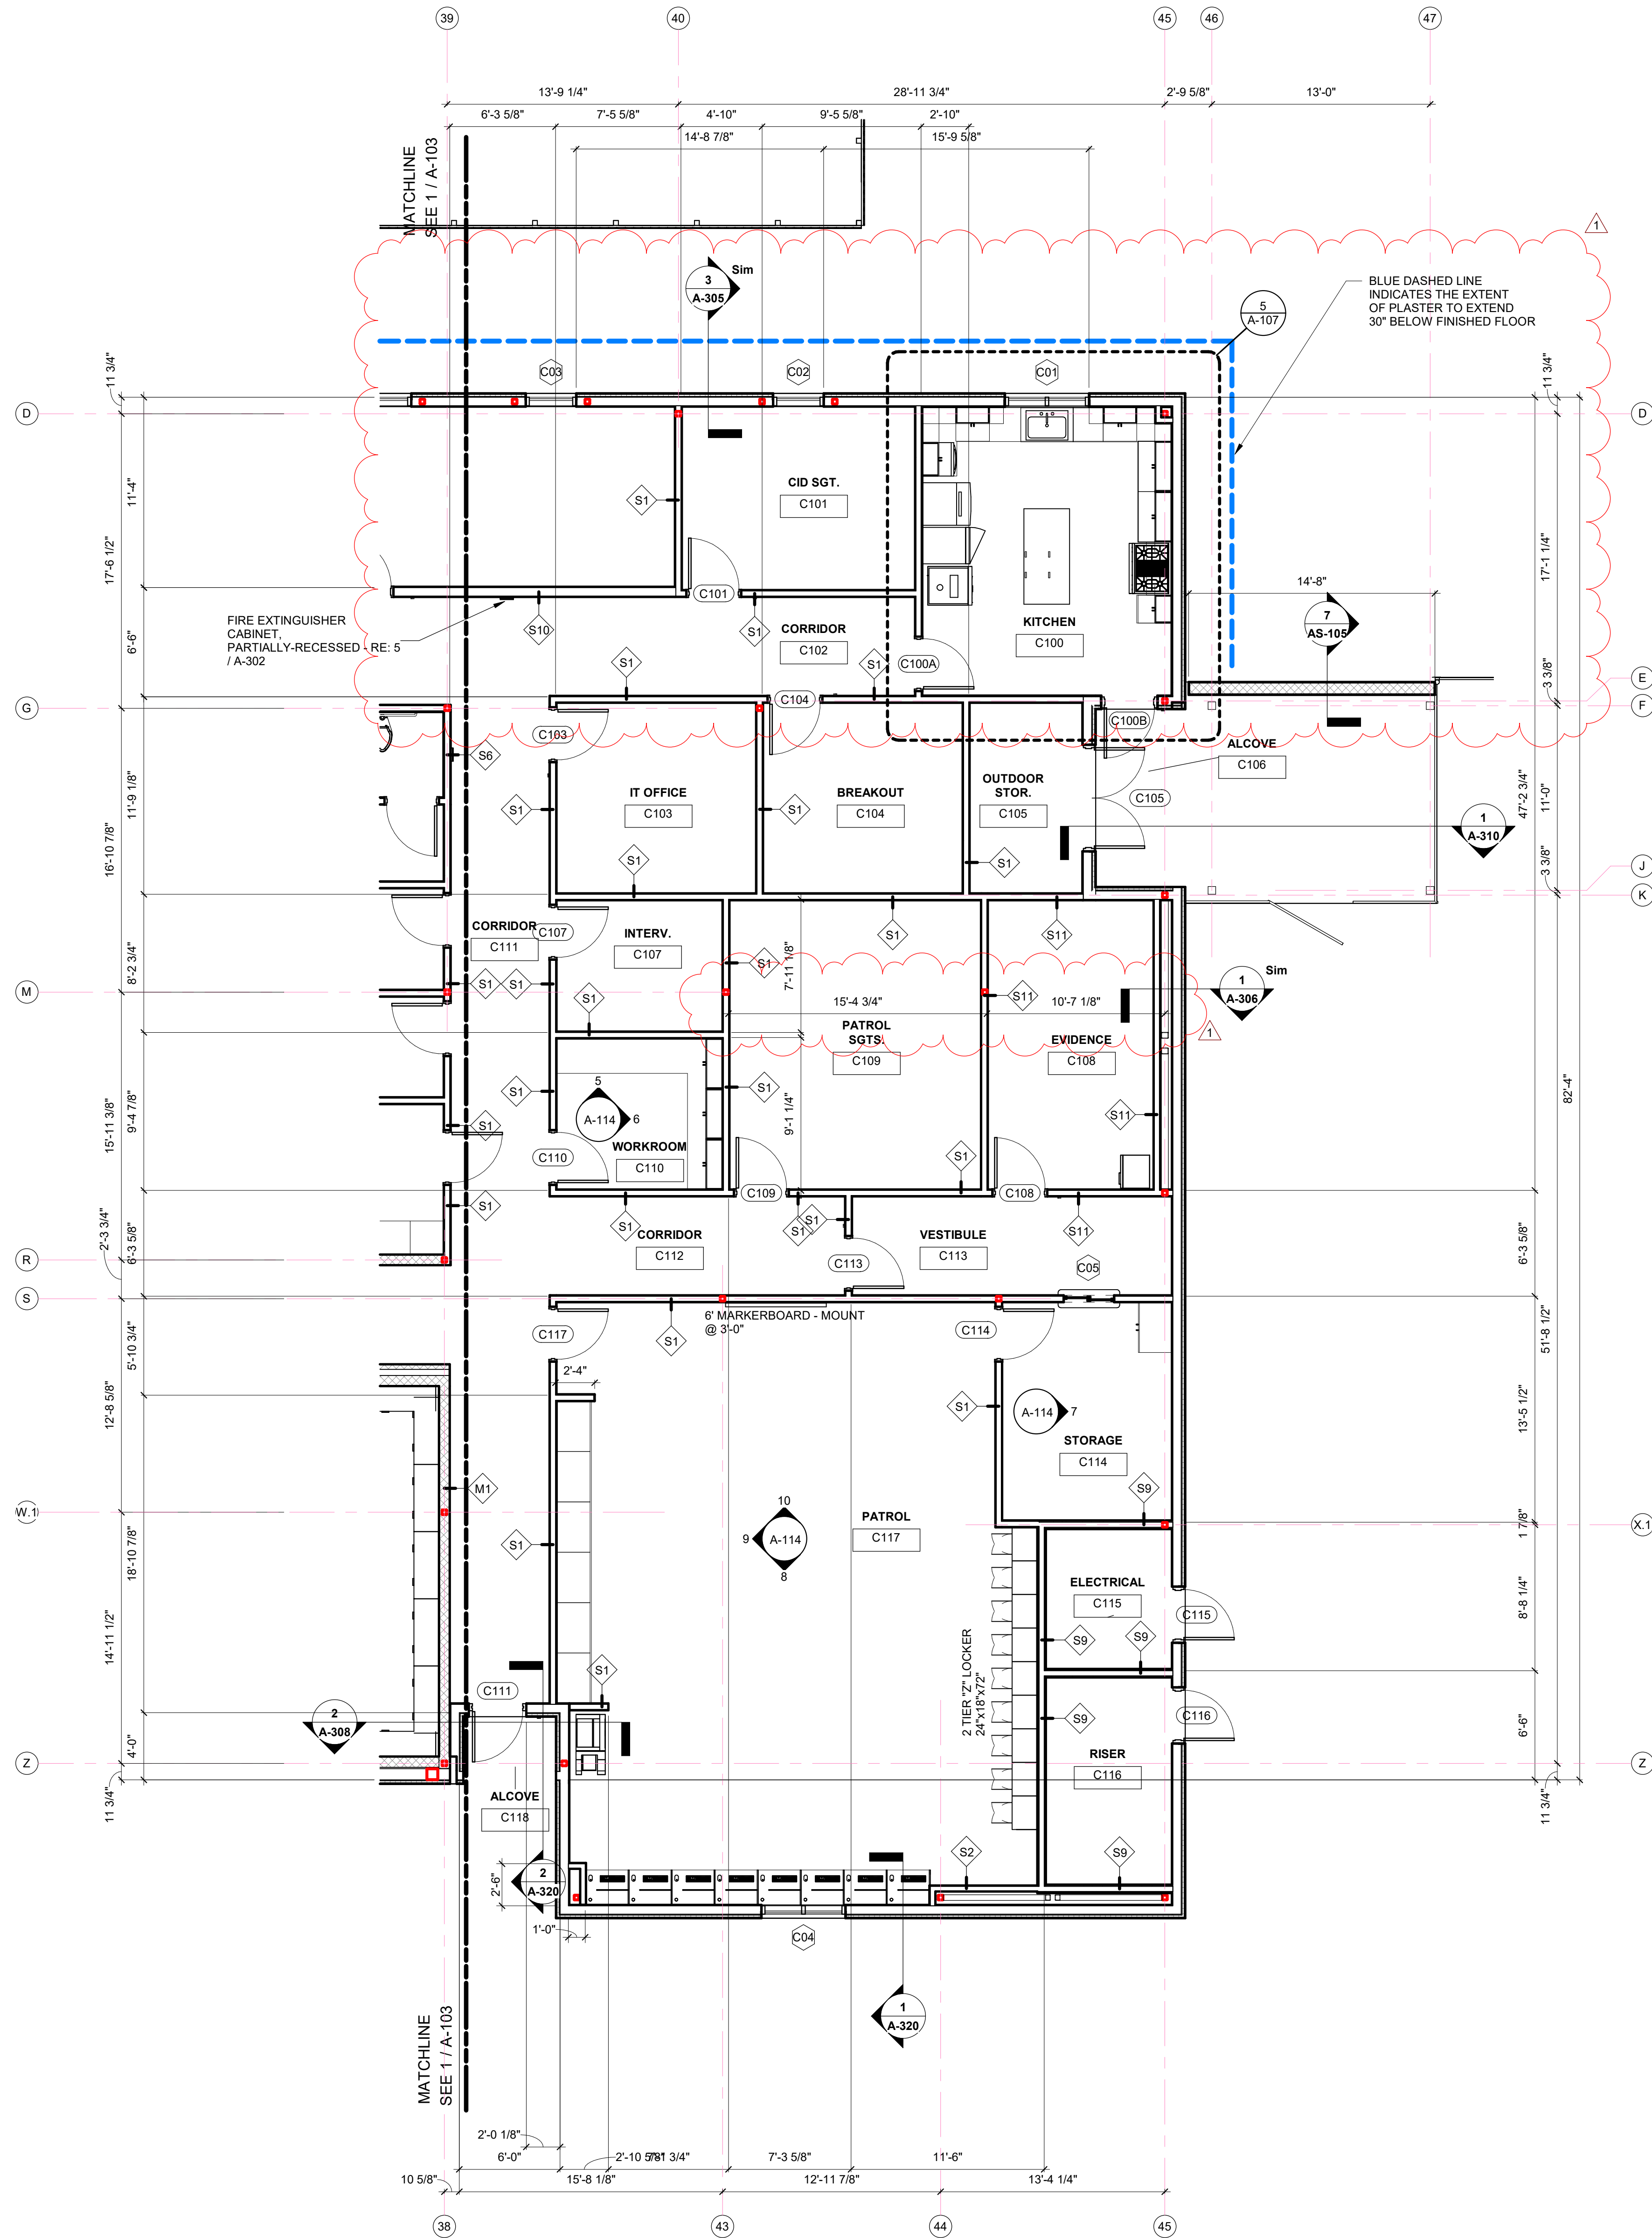 39
40
45
46
47
13'-9 1/4"
28'-11 3/4"
2'-9 5/8"
13'-0"
6'-3 5/8"
7'-5 5/8"
4'-10"
9'-5 5/8"
2'-10"
14'-8 7/8"
15'-9 5/8"
MATCHLINE
SEE 1 / A-103
1
3
A-305
Sim
5
A-107
BLUE DASHED LINE
INDICATES THE EXTENT
OF PLASTER TO EXTEND
30" BELOW FINISHED FLOOR
11 3/4"
C03
C02
C01
11 3/4"
D
D
11'-4"
17'-6 1/2"
6'-6"
S1
CID SGT.
C101
C101
17'-1 1/4"
14'-8"
7
AS-105
FIRE EXTINGUISHER
CABINET,
PARTIALLY-RECESSED - RE: 5
/ A-302
S10
S1
CORRIDOR
C102
KITCHEN
C100
S1
S1
C100A
3 3/8"
E
F
G
C104
C103
C100B
ALCOVE
C106
S6
11'-9 1/8"
16'-10 7/8"
IT OFFICE
C103
BREAKOUT
C104
OUTDOOR
STOR.
C105
C105
S1
S1
S1
S1
47'-2 3/4"
11'-0"
1
A-310
3 3/8"
J
K
CORRIDOR
C111
C107
INTERV.
C107
S1
S11
8'-2 3/4"
S1
7'-11 1/8"
M
S1
S1
S1
S11
15'-4 3/4"
10'-7 1/8"
1
A-306
Sim
1
PATROL
SGTS.
C109
EVIDENCE
C108
82'-4"
15'-11 3/8"
9'-4 7/8"
S1
S1
5
A-114
6
S1
9'-1 1/4"
S11
WORKROOM
C110
C110
S1
S1
C109
C108
2'-3 3/4"
6'-3 5/8"
S1
S1
S1
CORRIDOR
C112
VESTIBULE
C113
S11
6'-3 5/8"
R
C113
C05
S
6' MARKERBOARD - MOUNT
@ 3'-0"
C117
S1
C114
51'-8 1/2"
5'-10 3/4"
12'-8 5/8"
2'-4"
S1
A-114
7
STORAGE
C114
13'-5 1/2"
M1
S9
W.1
10
9
A-114
8
PATROL
C117
1 7/8"
X.1
S1
18'-10 7/8"
14'-11 1/2"
ELECTRICAL
C115
C115
8'-8 1/4"
S9
S9
2 TIER "Z" LOCKER
24"x18"x72"
S1
C111
2
A-308
S9
C116
6'-6"
4'-0"
Z
Z
RISER
C116
11 3/4"
11 3/4"
ALCOVE
C118
2
A-320
2'-6"
S2
S9
1'-0"
C04
1
A-320
MATCHLINE
SEE 1 / A-103
2'-0 1/8"
6'-0"
2'-10 5/8"
7'-3 5/8"
11'-6"
10 5/8"
15'-8 1/8"
12'-11 7/8"
13'-4 1/4"
38
43
44
45